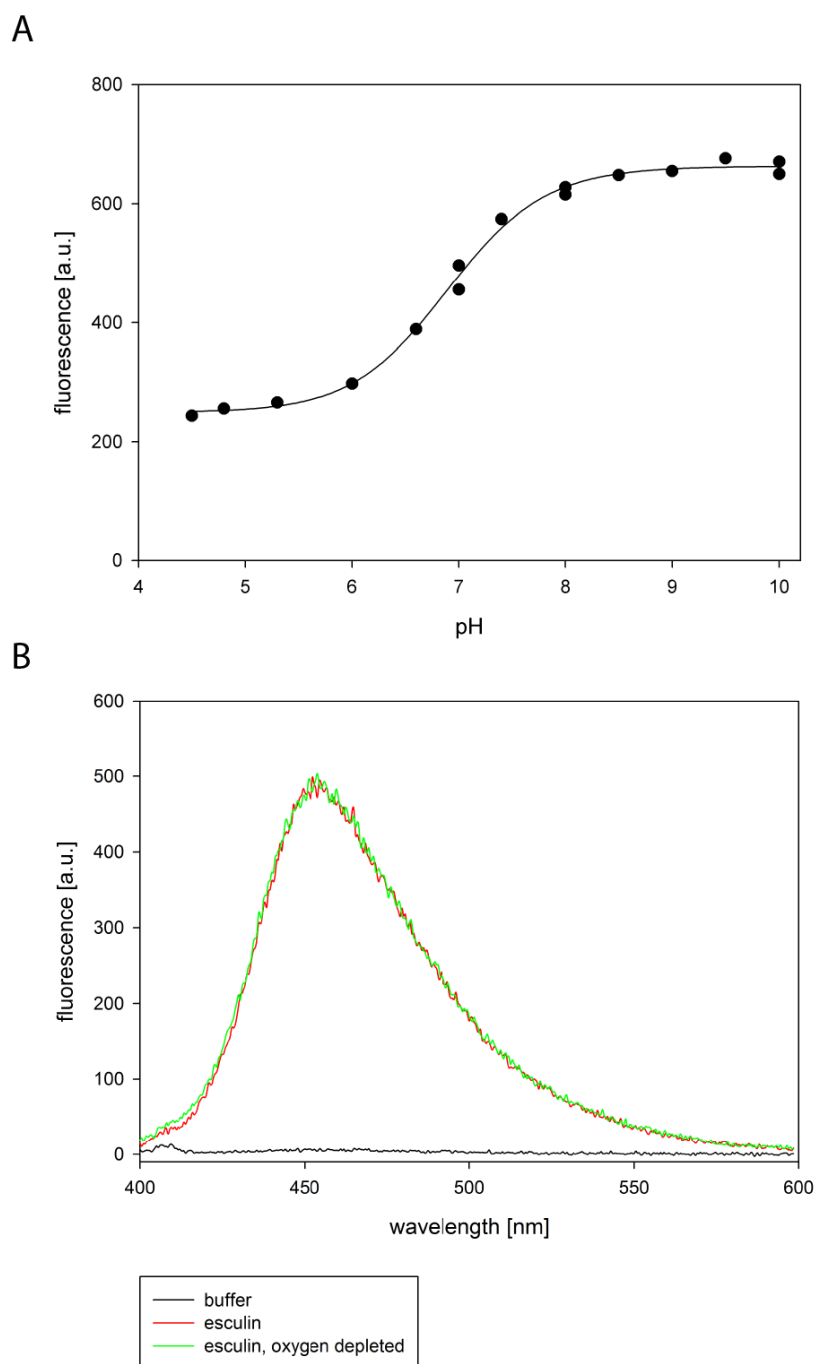 A
800
600
400
200
0
fluorescence [a.u.]
4 5 6 7 8 9 10
pH
B
600
500
400
300
200
100
0
fluorescence [a.u.]
400 450 500 550 600
wavelength [nm]
buffer
esculin
esculin, oxygen depleted